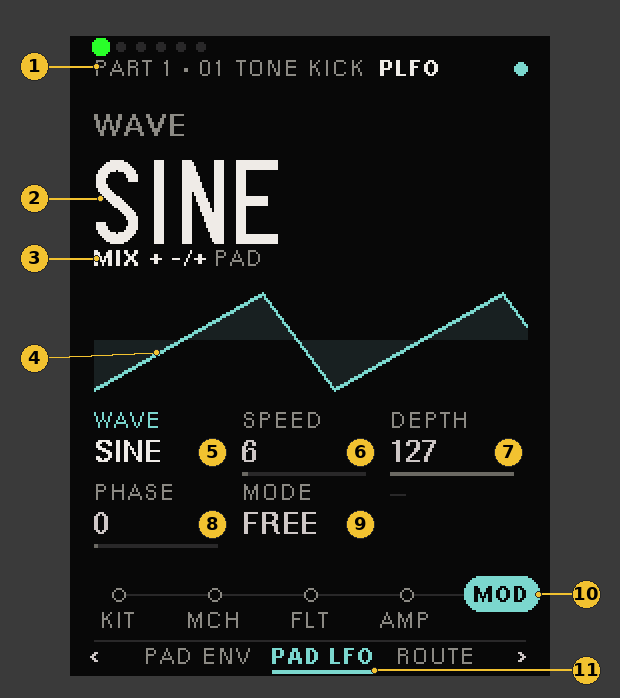 1 PART 1 · 01 TONE KICK PLFO
WAVE
2 SINE
3 MIX + -/+ PAD
4
WAVE SPEED DEPTH
SINE 5 6 6 127 7
PHASE MODE —
0 8 FREE 9
MOD 10
KIT MCH FLT AMP
< PAD ENV PAD LFO ROUTE >
11